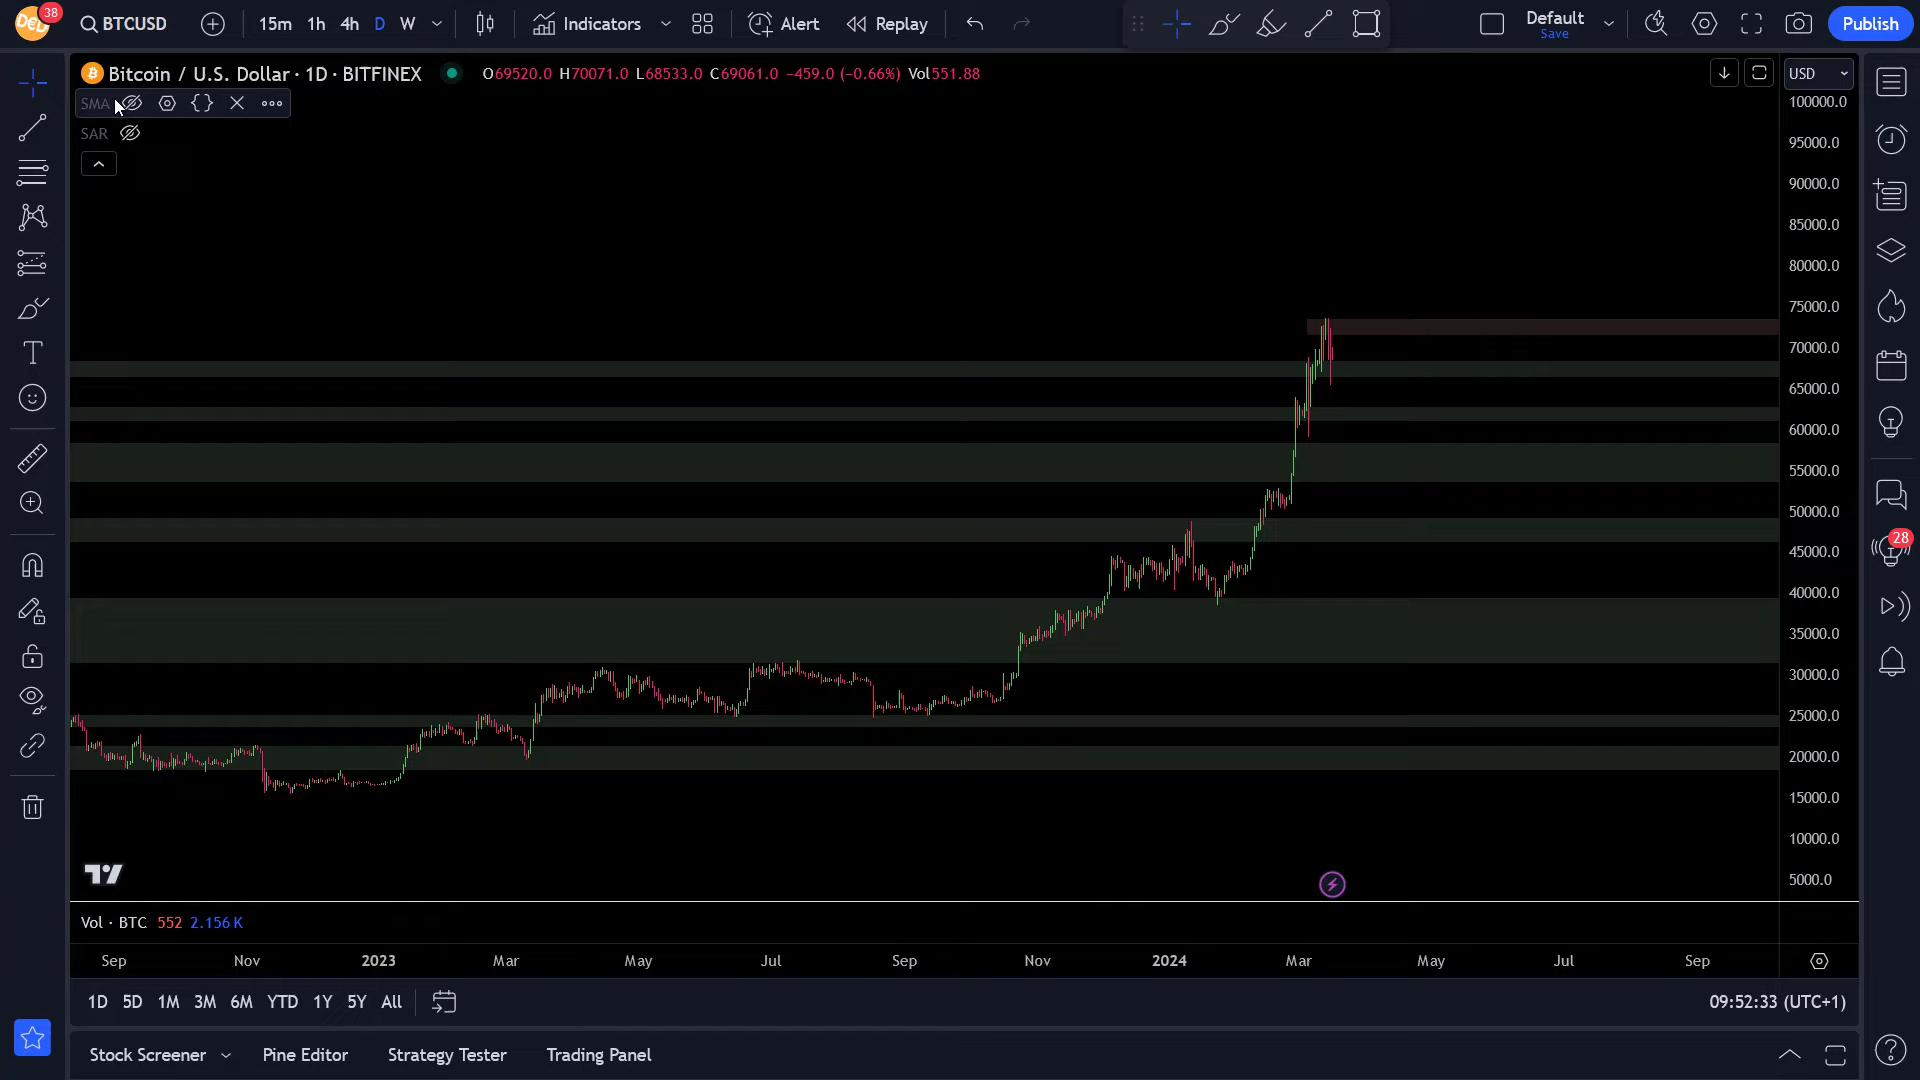 38
BTCUSD
15m 1h 4h D W
Indicators
Alert
Replay
Default
Save
Publish
Bitcoin / U.S. Dollar · 1D · BITFINEX
O69520.0 H70071.0 L68533.0 C69061.0 −459.0 (−0.66%) Vol551.88
USD
SMA
SAR
100000.0
95000.0
90000.0
85000.0
80000.0
75000.0
70000.0
65000.0
60000.0
55000.0
50000.0
45000.0
40000.0
35000.0
30000.0
25000.0
20000.0
15000.0
10000.0
5000.0
28
Vol · BTC 552 2.156 K
Sep Nov 2023 Mar May Jul Sep Nov 2024 Mar May Jul Sep
1D 5D 1M 3M 6M YTD 1Y 5Y All
09:52:33 (UTC+1)
Stock Screener Pine Editor Strategy Tester Trading Panel